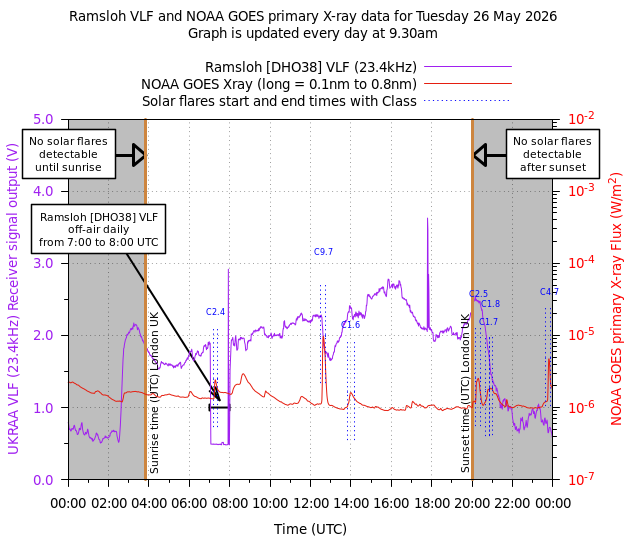 Ramsloh VLF and NOAA GOES primary X-ray data for Tuesday 26 May 2026
Graph is updated every day at 9.30am
Ramsloh [DHO38] VLF (23.4kHz)
NOAA GOES Xray (long = 0.1nm to 0.8nm)
Solar flares start and end times with Class
5.0
4.0
3.0
2.0
1.0
0.0
UKRAA VLF (23.4kHz) Receiver signal output (V)
No solar flares
detectable
until sunrise
No solar flares
detectable
after sunset
Ramsloh [DHO38] VLF
off-air daily
from 7:00 to 8:00 UTC
C2.4
C9.7
C1.6
C2.5
C1.8
C1.7
C4.7
Sunrise time (UTC) London UK
Sunset time (UTC) London UK
10⁻²
10⁻³
10⁻⁴
10⁻⁵
10⁻⁶
10⁻⁷
NOAA GOES primary X-ray Flux (W/m²)
00:00 02:00 04:00 06:00 08:00 10:00 12:00 14:00 16:00 18:00 20:00 22:00 00:00
Time (UTC)